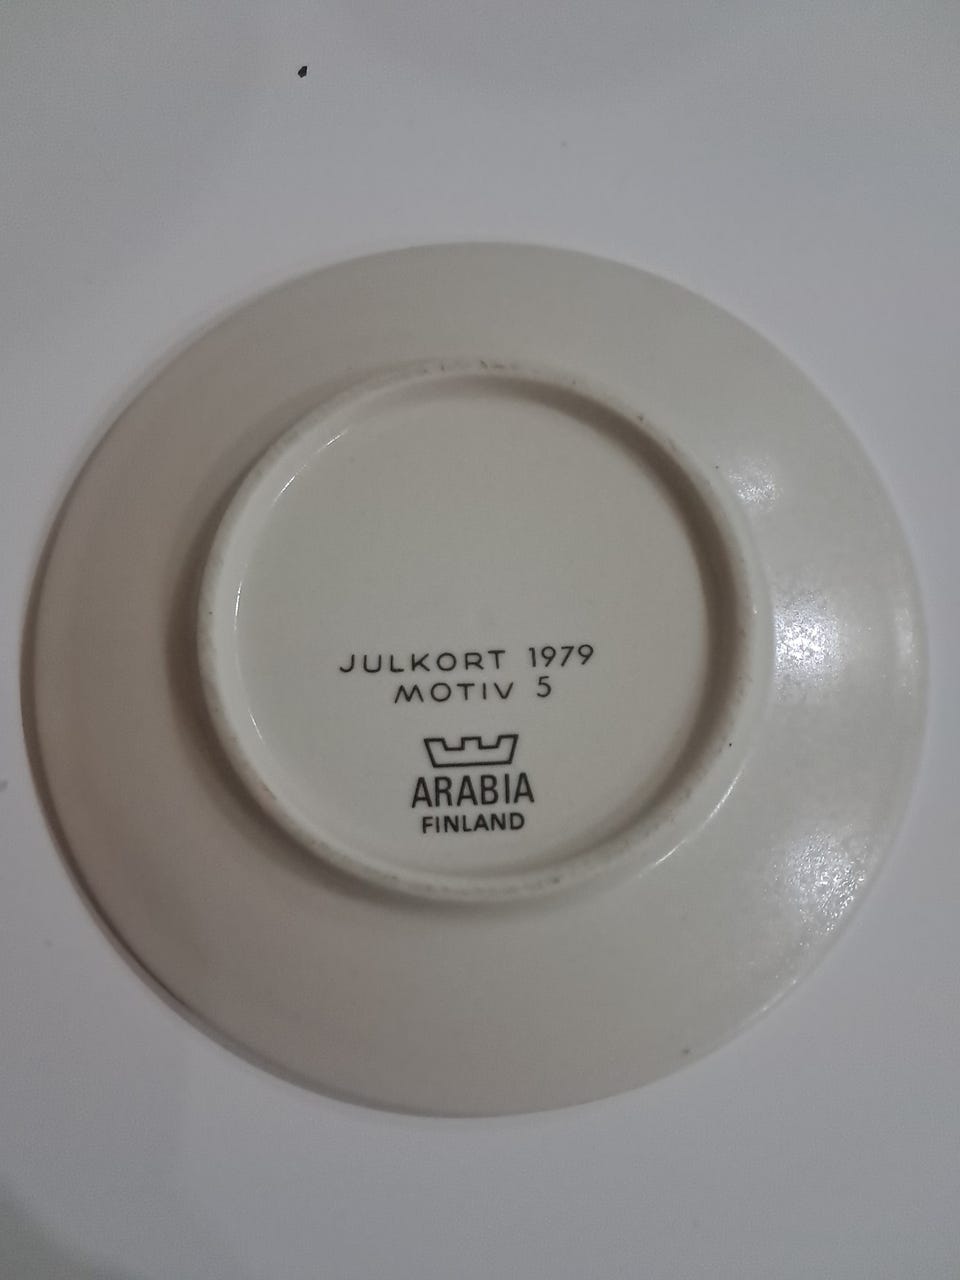 JULKORT 1979
MOTIV 5
ARABIA
FINLAND